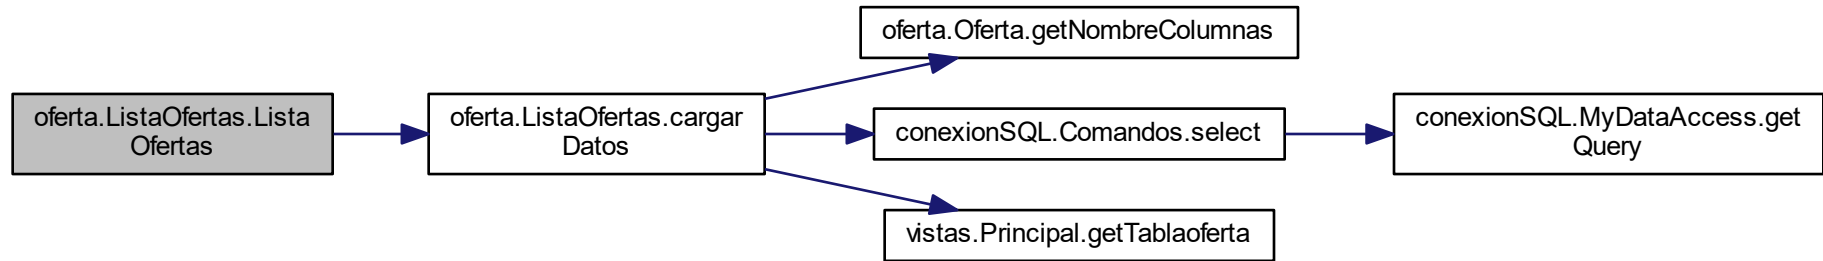 oferta.ListaOfertas.Lista
Ofertas
oferta.ListaOfertas.cargar
Datos
oferta.Oferta.getNombreColumnas
conexionSQL.Comandos.select
vistas.Principal.getTablaoferta
conexionSQL.MyDataAccess.get
Query